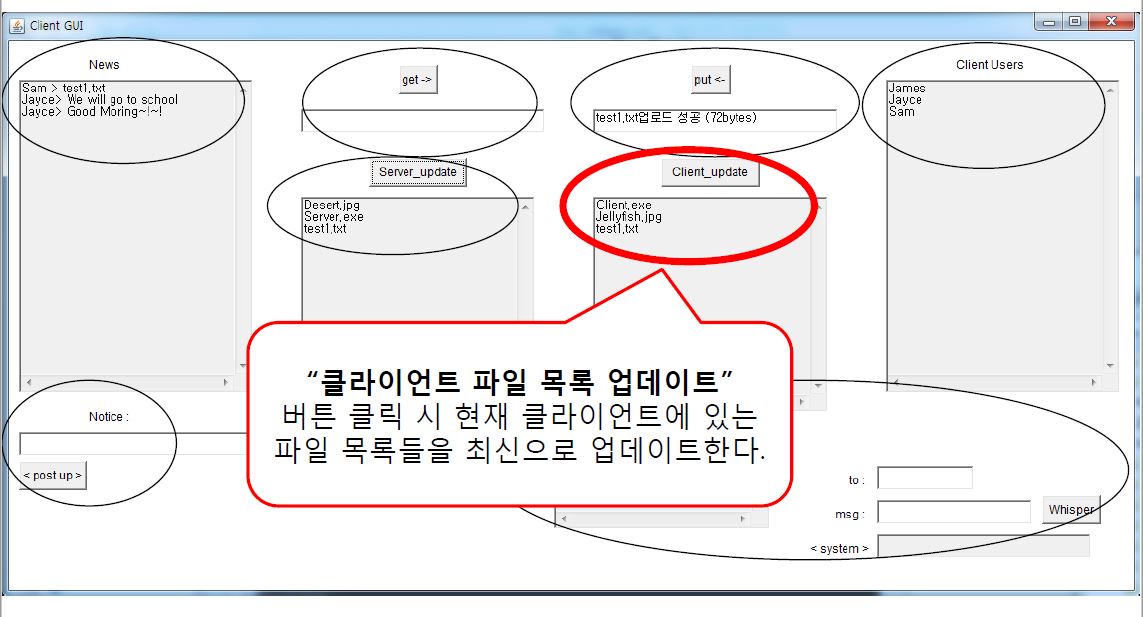 Client GUI
News
Sam > test1.txt
Jayce> We will go to school
Jayce> Good Moring~!~!
get ->
put <-
test1.txt업로드 성공 (72bytes)
Client Users
James
Jayce
Sam
Server_update
Desert.jpg
Server.exe
test1.txt
Client_update
Client.exe
Jellyfish.jpg
test1.txt
“클라이언트 파일 목록 업데이트”
버튼 클릭 시 현재 클라이언트에 있는
파일 목록들을 최신으로 업데이트한다.
Notice :
< post up >
to :
msg :
Whisper
< system >